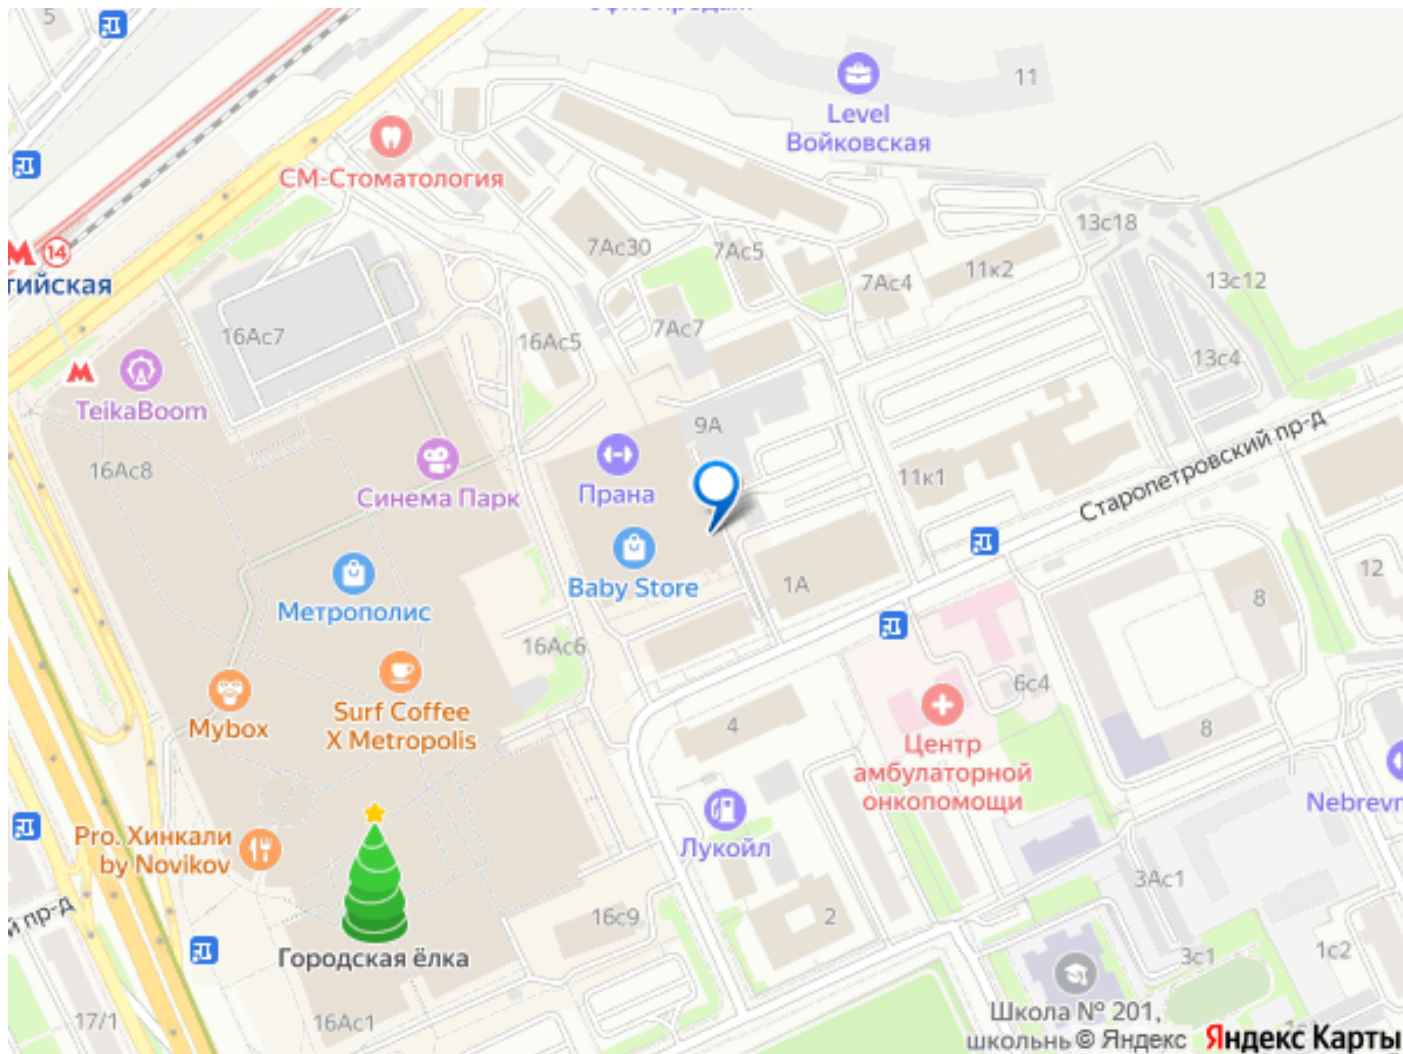 5
11
Level
Войковская
СМ-Стоматология
13с18
7Ас30
7Ас5
11к2
7Ас4
13с12
14
тийская
16Ас7
16Ас5
7Ас7
13с4
TeikaBoom
9А
Старопетровский пр-д
16Ас8
Синема Парк
Прана
11к1
Метрополис
Baby Store
1А
12
8
16Ас6
6с4
Mybox
Surf Coffee
X Metropolis
4
8
Центр
амбулаторной
онкопомощи
Nebrevn
Pro. Хинкали
by Novikov
Лукойл
3Ас1
й пр-д
16с9
2
Городская ёлка
3с1
1с2
17/1
16Ас1
Школа № 201,
школьнь © Яндекс Яндекс Карты